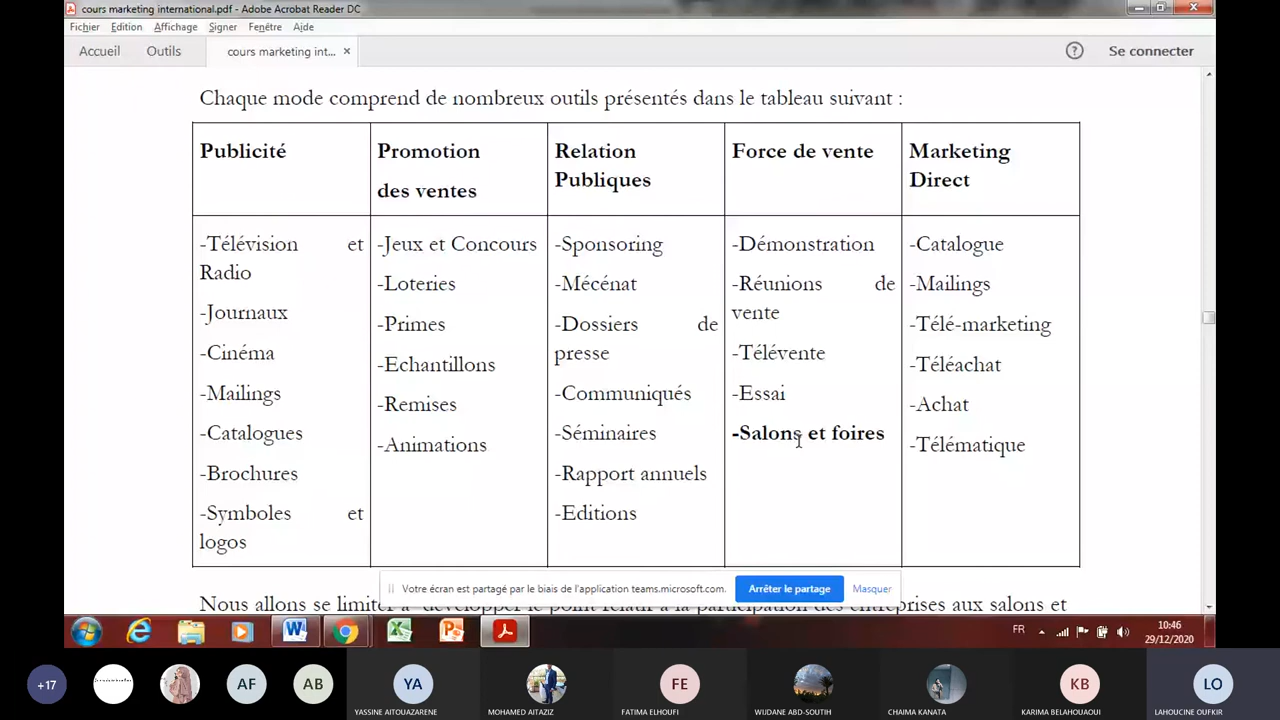 cours marketing international.pdf - Adobe Acrobat Reader DC
Fichier Edition Affichage Signer Fenêtre Aide
Accueil Outils cours marketing int... × ? Se connecter
Chaque mode comprend de nombreux outils présentés dans le tableau suivant :
Publicité
Promotion
des ventes
Relation
Publiques
Force de vente
Marketing
Direct
-Télévision et
Radio
-Journaux
-Cinéma
-Mailings
-Catalogues
-Brochures
-Symboles et
logos
-Jeux et Concours
-Loteries
-Primes
-Echantillons
-Remises
-Animations
-Sponsoring
-Mécénat
-Dossiers de
presse
-Communiqués
-Séminaires
-Rapport annuels
-Editions
-Démonstration
-Réunions de
vente
-Télévente
-Essai
-Salons et foires
-Catalogue
-Mailings
-Télé-marketing
-Téléachat
-Achat
-Télématique
Votre écran est partagé par le biais de l'application teams.microsoft.com. Arrêter le partage Masquer
Nous allons se limiter à développer le point relatif à la participation des entreprises aux salons et
FR 10:46
29/12/2020
+17 AF AB YA FE KB LO
YASSINE AITOUAZARENE MOHAMED AITAZIZ FATIMA ELHOUFI WIJDANE ABD-SOUTIH CHAIMA KANATA KARIMA BELAHOUAOUI LAHOUCINE OUFKIR